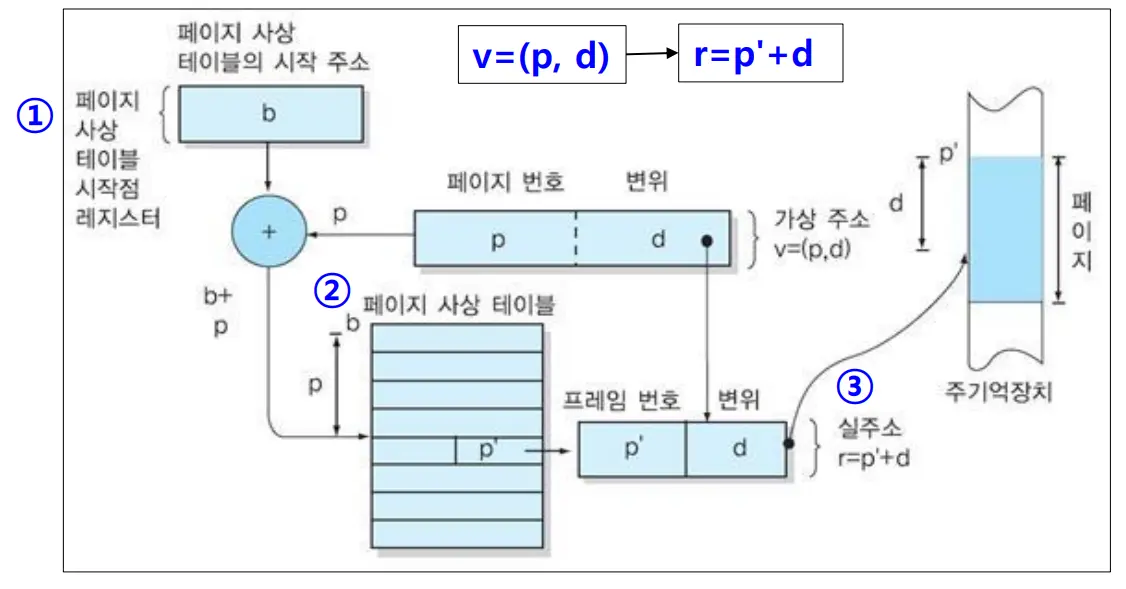 페이지 사상
테이블의 시작 주소
v=(p, d)
r=p'+d
①
페이지
사상
테이블
시작점
레지스터
b
p'
페이지 번호
변위
d
페
이
지
+
p
p
d
가상 주소
v=(p,d)
b+
p
②
페이지 사상 테이블
b
p
③
프레임 번호
변위
주기억장치
p'
p'
d
실주소
r=p'+d